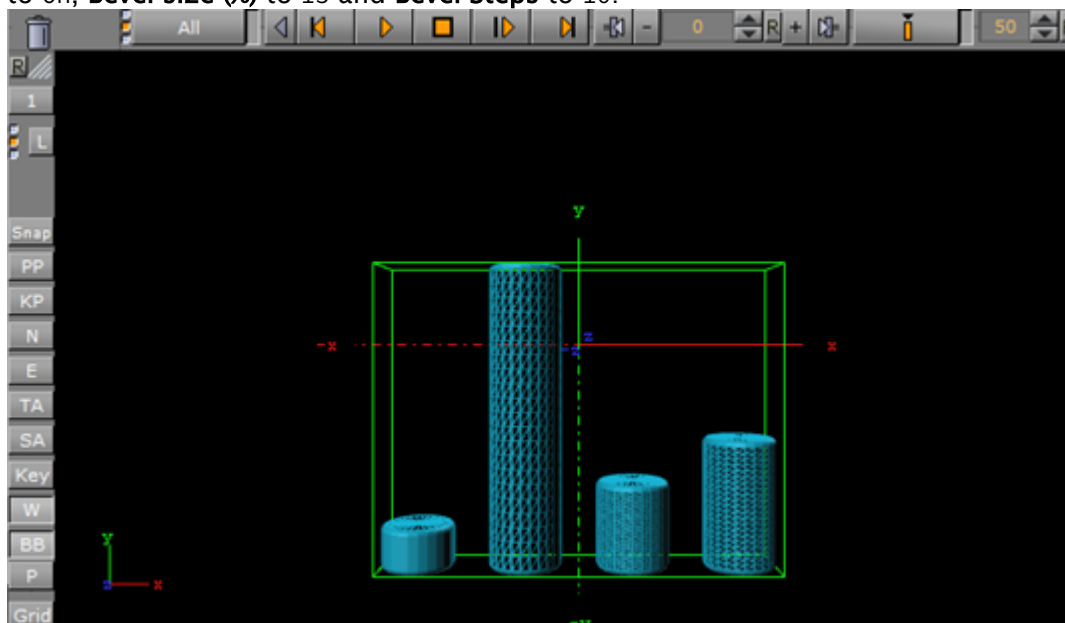 to on, Bevel size (%) to 15 and Bevel steps to 10.
All - 0 R + 50
R
1
L
Snap
PP
KP
N
E
TA
SA
Key
W
BB
P
Grid
y
-x x
y
x